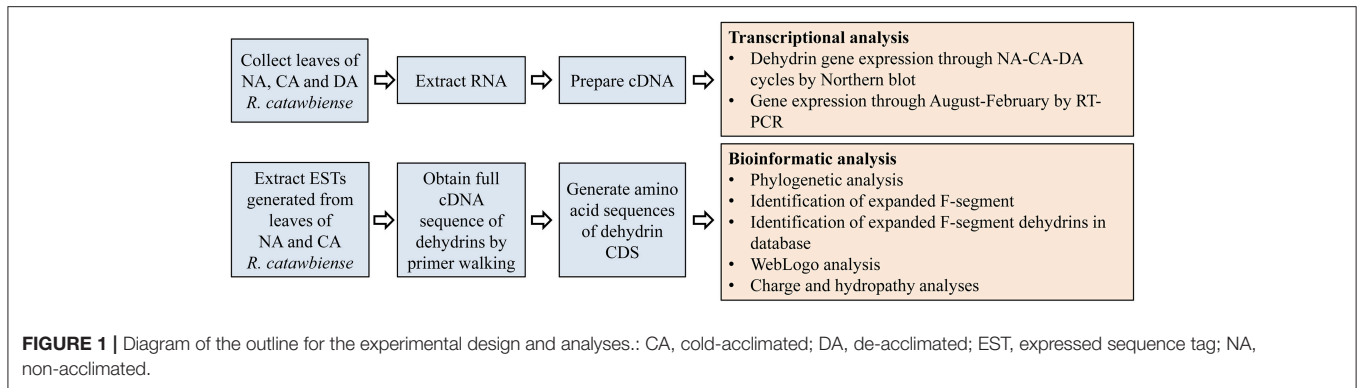 Collect leaves of
NA, CA and DA
R. catawbiense
Extract RNA
Prepare cDNA
Transcriptional analysis
• Dehydrin gene expression through NA-CA-DA
cycles by Northern blot
• Gene expression through August-February by RT-
PCR
Extract ESTs
generated from
leaves of
NA and CA
R. catawbiense
Obtain full
cDNA
sequence of
dehydrins by
primer walking
Generate amino
acid sequences
of dehydrin
CDS
Bioinformatic analysis
• Phylogenetic analysis
• Identification of expanded F-segment
• Identification of expanded F-segment dehydrins in
database
• WebLogo analysis
• Charge and hydropathy analyses
FIGURE 1 | Diagram of the outline for the experimental design and analyses.: CA, cold-acclimated; DA, de-acclimated; EST, expressed sequence tag; NA,
non-acclimated.